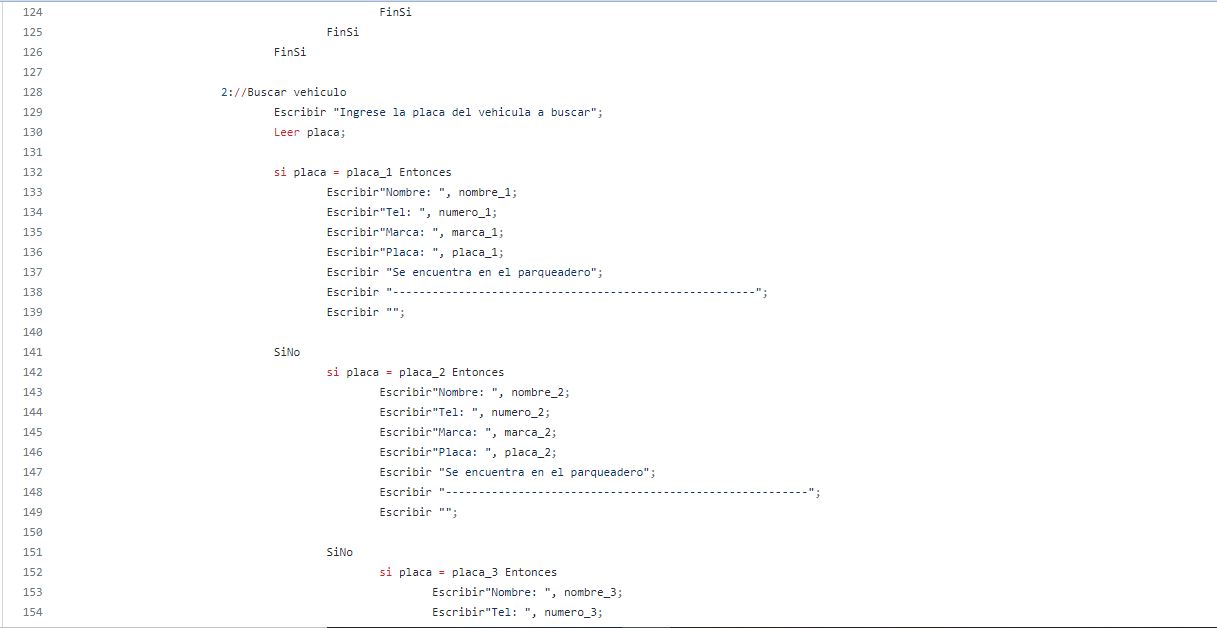 124 FinSi
125 FinSi
126 FinSi
127
128 2://Buscar vehiculo
129 Escribir "Ingrese la placa del vehicula a buscar";
130 Leer placa;
131
132 si placa = placa_1 Entonces
133 Escribir"Nombre: ", nombre_1;
134 Escribir"Tel: ", numero_1;
135 Escribir"Marca: ", marca_1;
136 Escribir"Placa: ", placa_1;
137 Escribir "Se encuentra en el parqueadero";
138 Escribir "-------------------------------------------------------";
139 Escribir "";
140
141 SiNo
142 si placa = placa_2 Entonces
143 Escribir"Nombre: ", nombre_2;
144 Escribir"Tel: ", numero_2;
145 Escribir"Marca: ", marca_2;
146 Escribir"Placa: ", placa_2;
147 Escribir "Se encuentra en el parqueadero";
148 Escribir "-------------------------------------------------------";
149 Escribir "";
150
151 SiNo
152 si placa = placa_3 Entonces
153 Escribir"Nombre: ", nombre_3;
154 Escribir"Tel: ", numero_3;